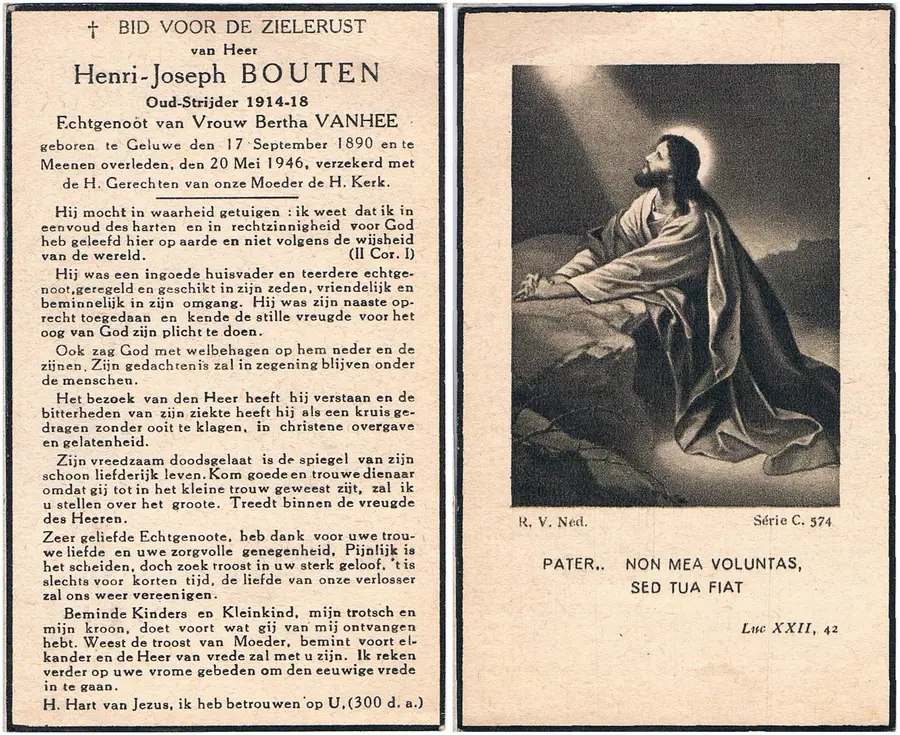 † BID VOOR DE ZIELERUST
van Heer
Henri-Joseph BOUTEN
Oud-Strijder 1914-18
Echtgenoot van Vrouw Bertha VANHEE
geboren te Geluwe den 17 September 1890 en te
Meenen overleden, den 20 Mei 1946, verzekerd met
de H. Gerechten van onze Moeder de H. Kerk.
Hij mocht in waarheid getuigen : ik weet dat ik in
eenvoud des harten en in rechtzinnigheid voor God
heb geleefd hier op aarde en niet volgens de wijsheid
van de wereld. (II Cor. I)
Hij was een ingoede huisvader en teerdere echtge-
noot,geregeld en geschikt in zijn zeden, vriendelijk en
beminnelijk in zijn omgang. Hij was zijn naaste op-
recht toegedaan en kende de stille vreugde voor het
oog van God zijn plicht te doen.
Ook zag God met welbehagen op hem neder en de
zijnen. Zijn gedachtenis zal in zegening blijven onder
de menschen.
Het bezoek van den Heer heeft hij verstaan en de
bitterheden van zijn ziekte heeft hij als een kruis ge-
dragen zonder ooit te klagen, in christene overgave
en gelatenheid.
Zijn vreedzaam doodsgelaat is de spiegel van zijn
schoon liefderijk leven. Kom goede en trouwe dienaar
omdat gij tot in het kleine trouw geweest zijt, zal ik
u stellen over het groote. Treedt binnen de vreugde
des Heeren.
Zeer geliefde Echtgenoote, heb dank voor uwe trou-
we liefde en uwe zorgvolle genegenheid, Pijnlijk is
het scheiden, doch zoek troost in uw sterk geloof. 't is
slechts voor korten tijd, de liefde van onze verlosser
zal ons weer vereenigen.
Beminde Kinders en Kleinkind, mijn trotsch en
mijn kroon, doet voort wat gij van mij ontvangen
hebt. Weest de troost van Moeder, bemint voort el-
kander en de Heer van vrede zal met u zijn. Ik reken
verder op uwe vrome gebeden om den eeuwige vrede
in te gaan.
H. Hart van Jezus, ik heb betrouwen op U.(300 d. a.)
R. V. Ned. Série C. 574
PATER.. NON MEA VOLUNTAS,
SED TUA FIAT
Luc XXII, 42